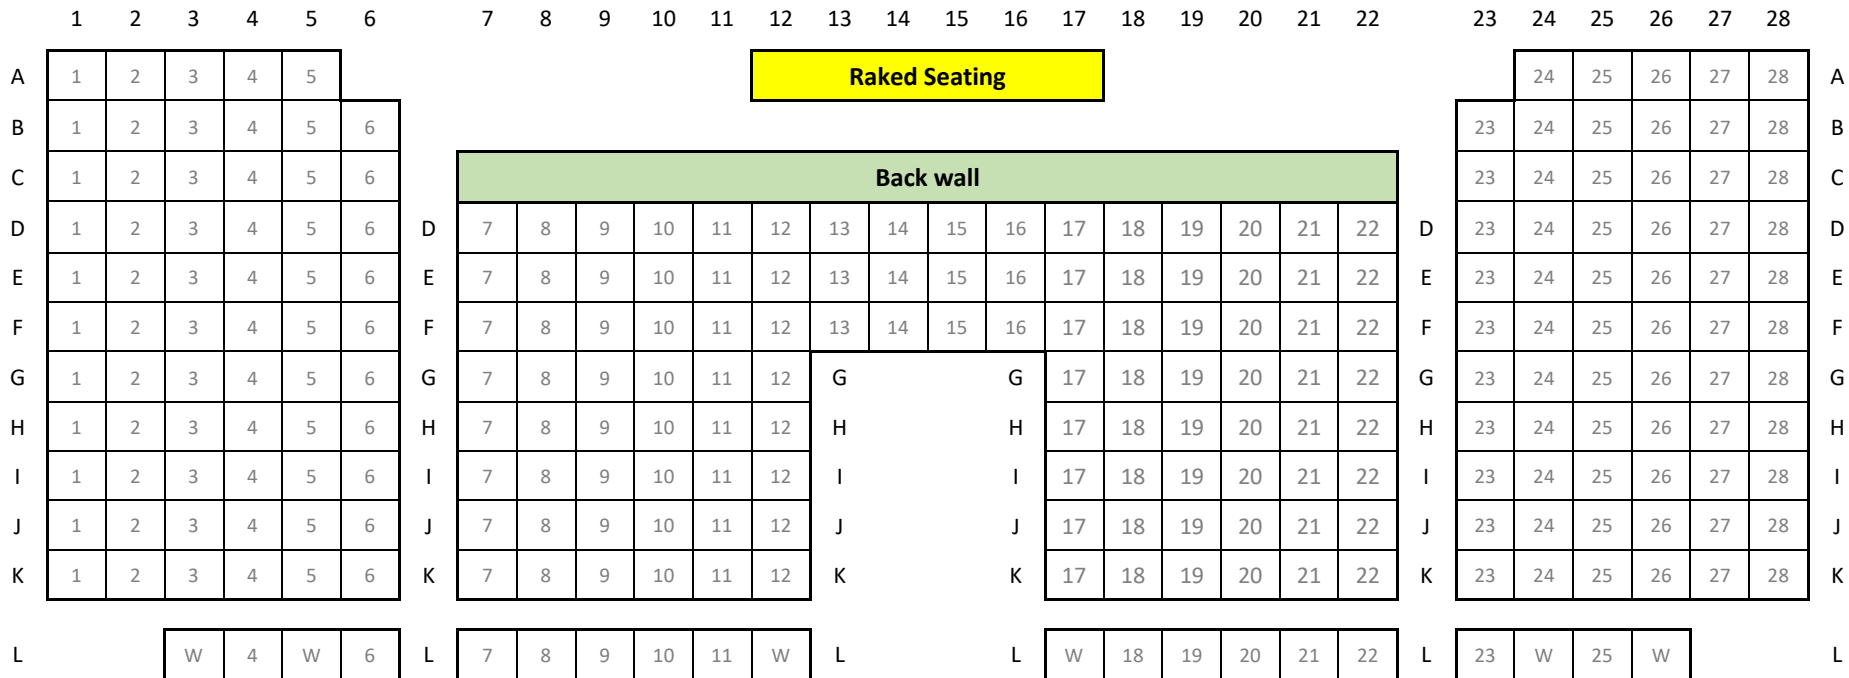 1 2 3 4 5 6 7 8 9 10 11 12 13 14 15 16 17 18 19 20 21 22 23 24 25 26 27 28
A 1 2 3 4 5 Raked Seating 24 25 26 27 28 A
B 1 2 3 4 5 6 23 24 25 26 27 28 B
C 1 2 3 4 5 6 Back wall 23 24 25 26 27 28 C
D 1 2 3 4 5 6 D 7 8 9 10 11 12 13 14 15 16 17 18 19 20 21 22 D 23 24 25 26 27 28 D
E 1 2 3 4 5 6 E 7 8 9 10 11 12 13 14 15 16 17 18 19 20 21 22 E 23 24 25 26 27 28 E
F 1 2 3 4 5 6 F 7 8 9 10 11 12 13 14 15 16 17 18 19 20 21 22 F 23 24 25 26 27 28 F
G 1 2 3 4 5 6 G 7 8 9 10 11 12 G G 17 18 19 20 21 22 G 23 24 25 26 27 28 G
H 1 2 3 4 5 6 H 7 8 9 10 11 12 H H 17 18 19 20 21 22 H 23 24 25 26 27 28 H
I 1 2 3 4 5 6 I 7 8 9 10 11 12 I I 17 18 19 20 21 22 I 23 24 25 26 27 28 I
J 1 2 3 4 5 6 J 7 8 9 10 11 12 J J 17 18 19 20 21 22 J 23 24 25 26 27 28 J
K 1 2 3 4 5 6 K 7 8 9 10 11 12 K K 17 18 19 20 21 22 K 23 24 25 26 27 28 K
L W 4 W 6 L 7 8 9 10 11 W L L W 18 19 20 21 22 L 23 W 25 W L